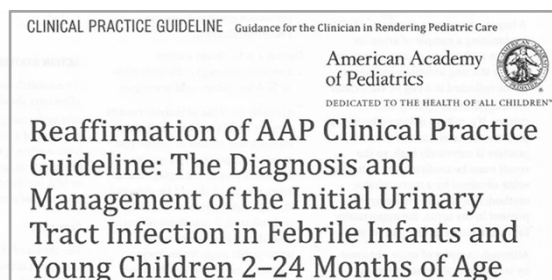 CLINICAL PRACTICE GUIDELINE Guidance for the Clinician in Rendering Pediatric Care
American Academy
of Pediatrics
DEDICATED TO THE HEALTH OF ALL CHILDREN™
Reaffirmation of AAP Clinical Practice
Guideline: The Diagnosis and
Management of the Initial Urinary
Tract Infection in Febrile Infants and
Young Children 2–24 Months of Age